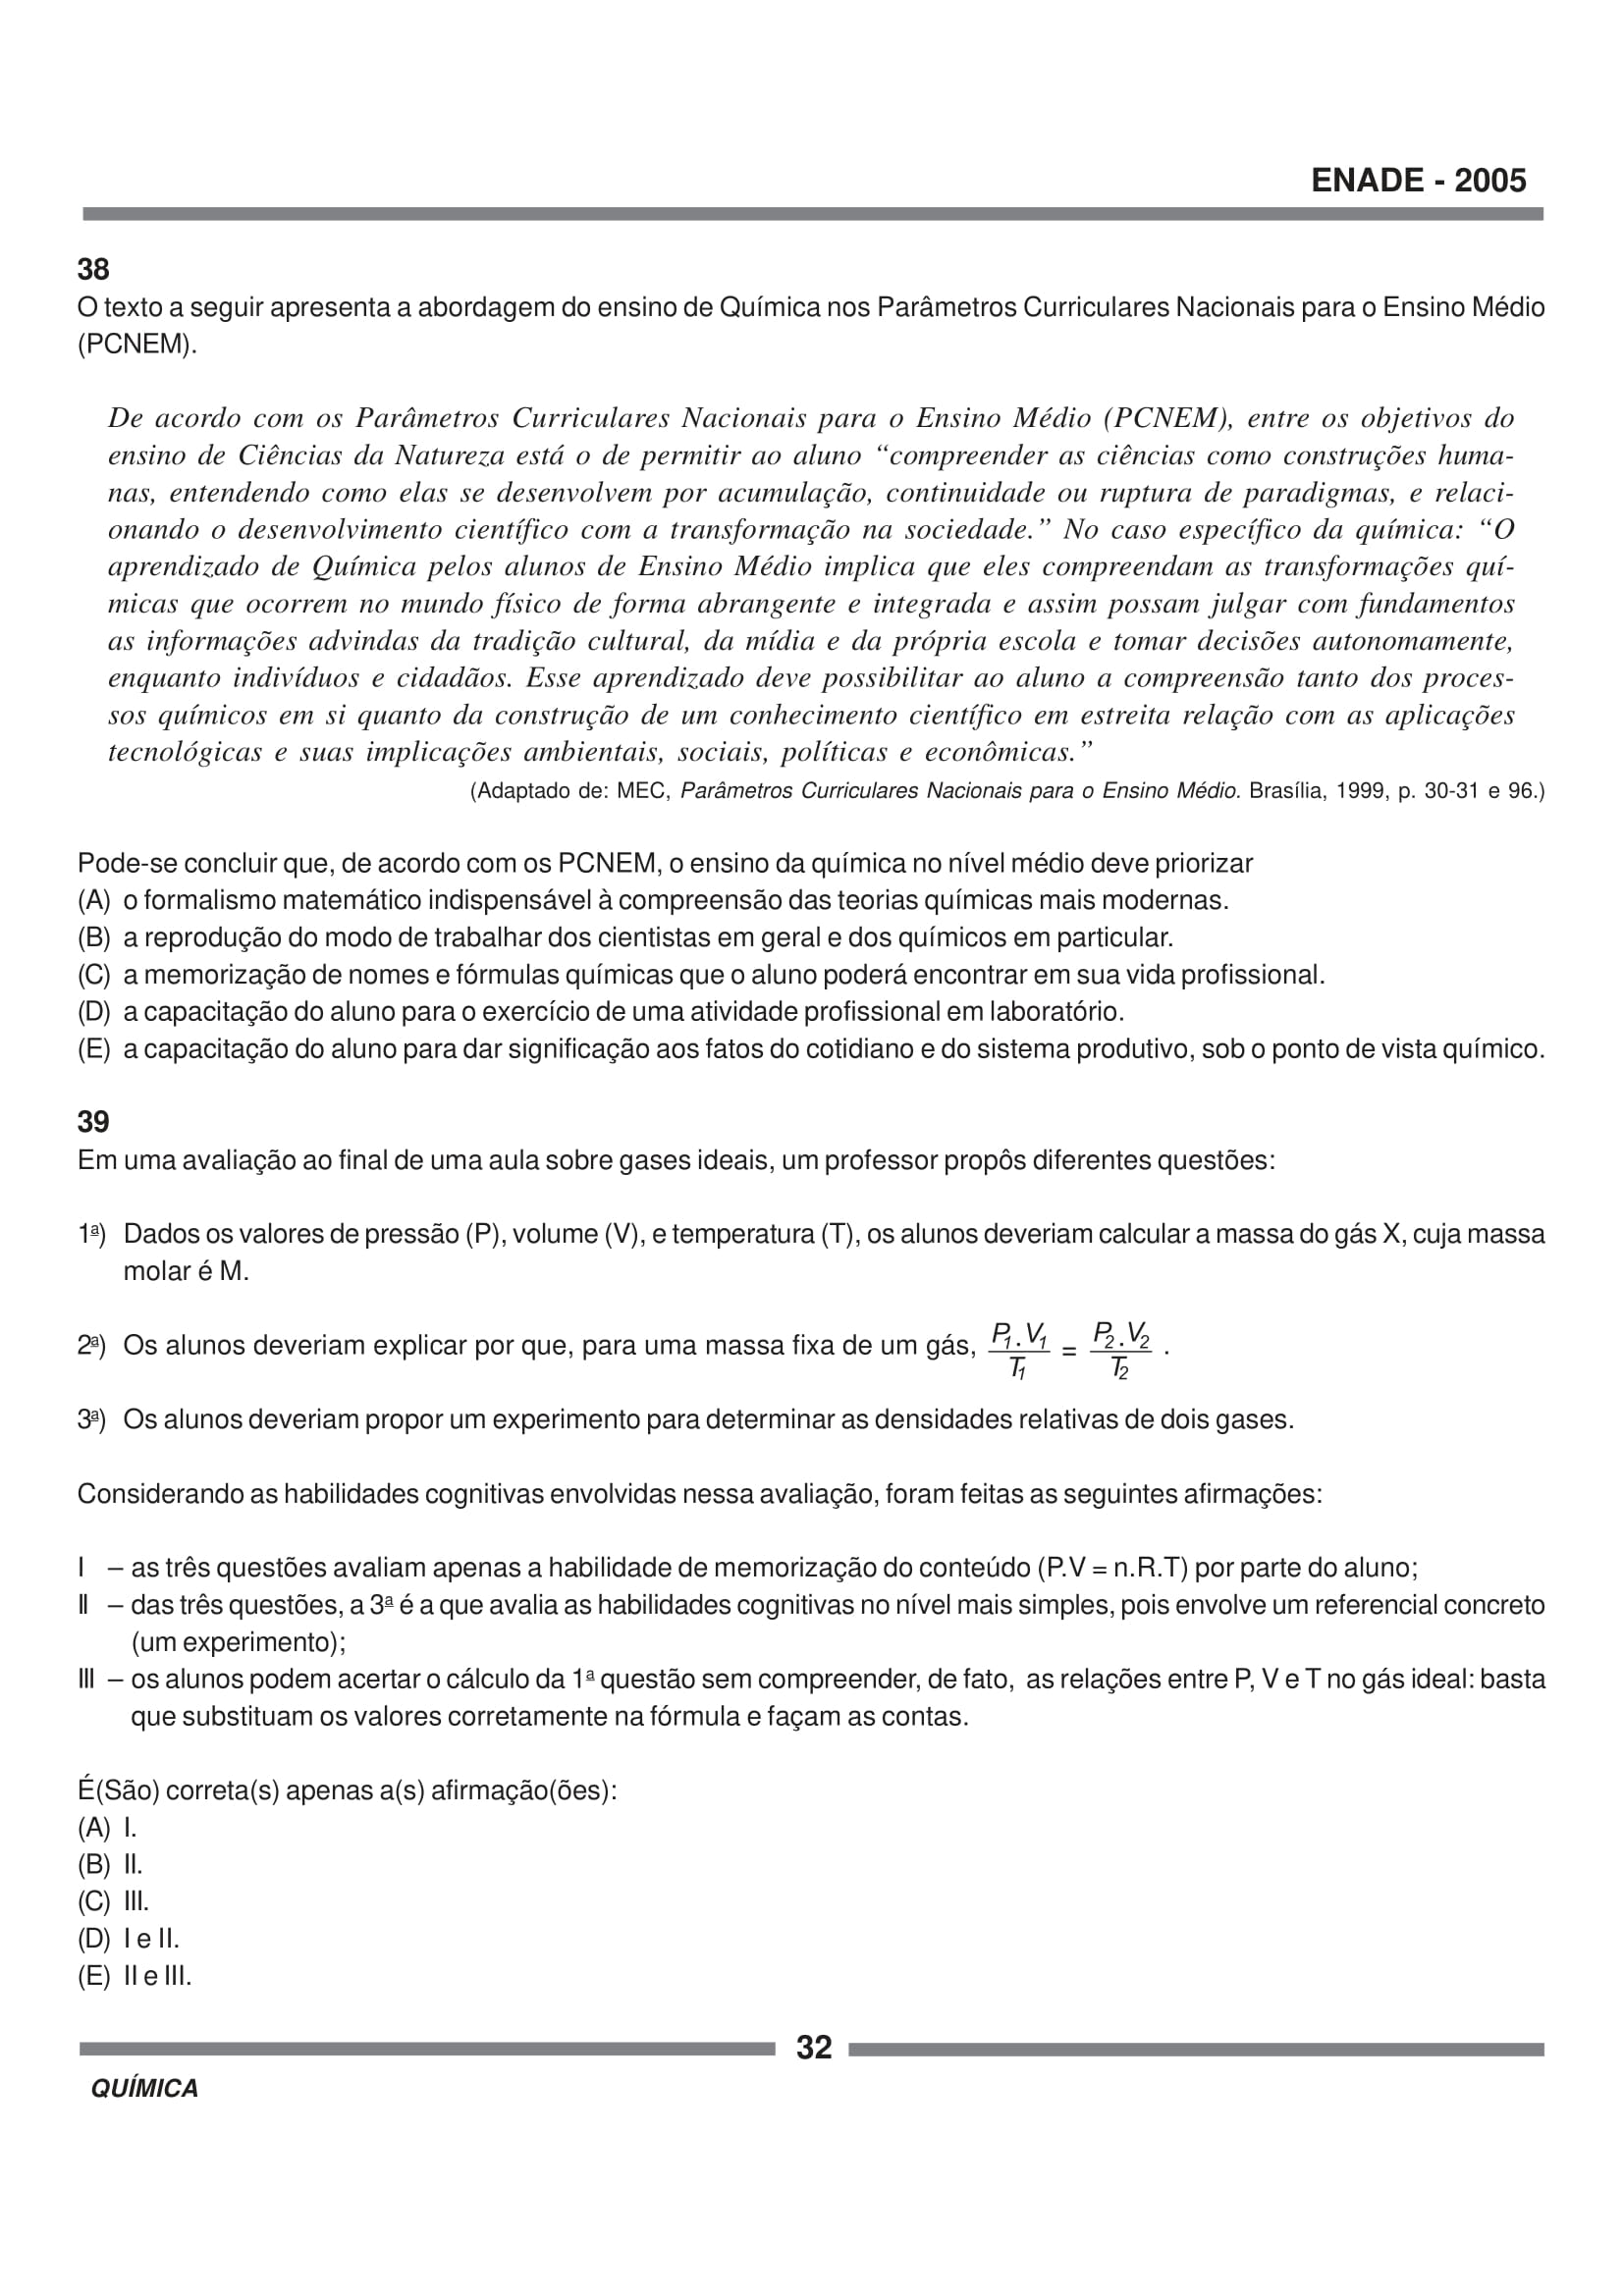 ENADE - 2005
38
O texto a seguir apresenta a abordagem do ensino de Química nos Parâmetros Curriculares Nacionais para o Ensino Médio
(PCNEM).
De acordo com os Parâmetros Curriculares Nacionais para o Ensino Médio (PCNEM), entre os objetivos do
ensino de Ciências da Natureza está o de permitir ao aluno “compreender as ciências como construções huma-
nas, entendendo como elas se desenvolvem por acumulação, continuidade ou ruptura de paradigmas, e relaci-
onando o desenvolvimento científico com a transformação na sociedade.” No caso específico da química: “O
aprendizado de Química pelos alunos de Ensino Médio implica que eles compreendam as transformações quí-
micas que ocorrem no mundo físico de forma abrangente e integrada e assim possam julgar com fundamentos
as informações advindas da tradição cultural, da mídia e da própria escola e tomar decisões autonomamente,
enquanto indivíduos e cidadãos. Esse aprendizado deve possibilitar ao aluno a compreensão tanto dos proces-
sos químicos em si quanto da construção de um conhecimento científico em estreita relação com as aplicações
tecnológicas e suas implicações ambientais, sociais, políticas e econômicas.”
(Adaptado de: MEC, Parâmetros Curriculares Nacionais para o Ensino Médio. Brasília, 1999, p. 30-31 e 96.)
Pode-se concluir que, de acordo com os PCNEM, o ensino da química no nível médio deve priorizar
(A) o formalismo matemático indispensável à compreensão das teorias químicas mais modernas.
(B) a reprodução do modo de trabalhar dos cientistas em geral e dos químicos em particular.
(C) a memorização de nomes e fórmulas químicas que o aluno poderá encontrar em sua vida profissional.
(D) a capacitação do aluno para o exercício de uma atividade profissional em laboratório.
(E) a capacitação do aluno para dar significação aos fatos do cotidiano e do sistema produtivo, sob o ponto de vista químico.
39
Em uma avaliação ao final de uma aula sobre gases ideais, um professor propôs diferentes questões:
1ª) Dados os valores de pressão (P), volume (V), e temperatura (T), os alunos deveriam calcular a massa do gás X, cuja massa
molar é M.
2ª) Os alunos deveriam explicar por que, para uma massa fixa de um gás, P₁.V₁/T₁ = P₂.V₂/T₂ .
3ª) Os alunos deveriam propor um experimento para determinar as densidades relativas de dois gases.
Considerando as habilidades cognitivas envolvidas nessa avaliação, foram feitas as seguintes afirmações:
I – as três questões avaliam apenas a habilidade de memorização do conteúdo (P.V = n.R.T) por parte do aluno;
II – das três questões, a 3ª é a que avalia as habilidades cognitivas no nível mais simples, pois envolve um referencial concreto
(um experimento);
III – os alunos podem acertar o cálculo da 1ª questão sem compreender, de fato, as relações entre P, V e T no gás ideal: basta
que substituam os valores corretamente na fórmula e façam as contas.
É(São) correta(s) apenas a(s) afirmação(ões):
(A) I.
(B) II.
(C) III.
(D) I e II.
(E) II e III.
32
QUÍMICA